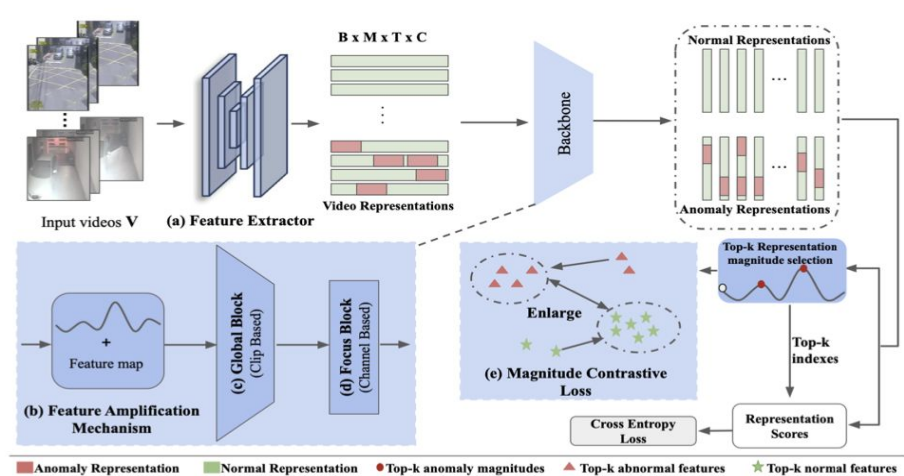 B x M x T x C
Input videos V
(a) Feature Extractor
Video Representations
Backbone
Normal Representations
...
Anomaly Representations
+
Feature map
(b) Feature Amplification
Mechanism
(c) Global Block
(Clip Based)
(d) Focus Block
(Channel Based)
Enlarge
(e) Magnitude Contrastive
Loss
Top-k Representation
magnitude selection
Top-k
indexes
Representation
Scores
Cross Entropy
Loss
Anomaly Representation
Normal Representation
Top-k anomaly magnitudes
Top-k abnormal features
Top-k normal features